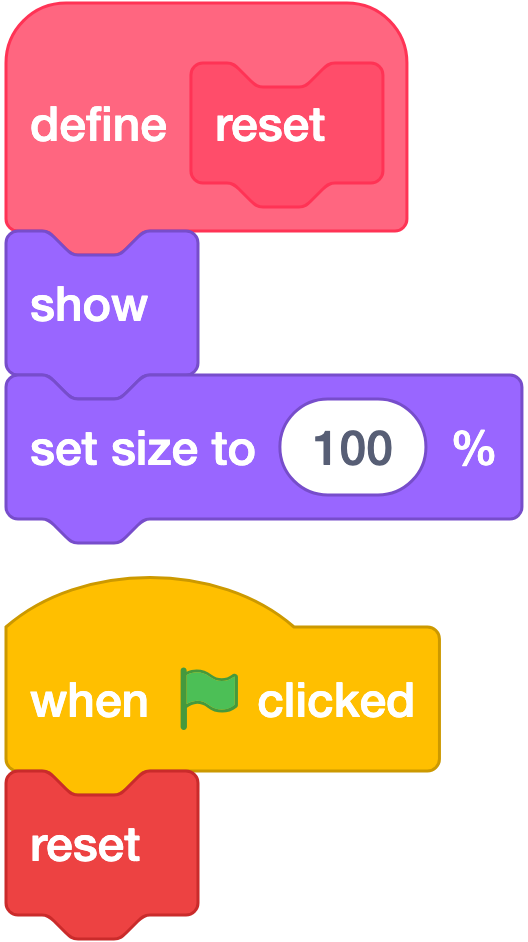 define reset
show
set size to 100 %
when clicked
reset